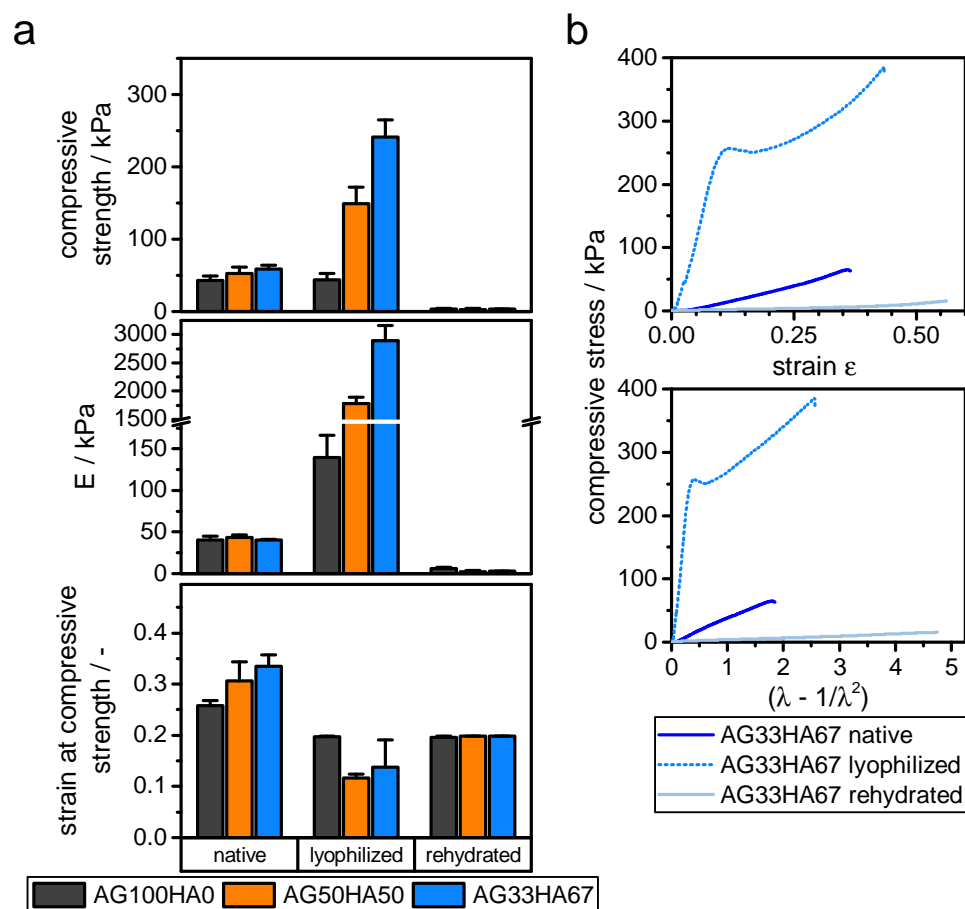 a
compressive
strength / kPa
300
200
100
0
E / kPa
3000
2500
2000
1500
150
100
50
0
strain at compressive
strength / -
0.4
0.3
0.2
0.1
0.0
native lyophilized rehydrated
AG100HA0 AG50HA50 AG33HA67
b
compressive stress / kPa
400
300
200
100
0
0.00 0.25 0.50
strain ε
400
300
200
100
0
0 1 2 3 4 5
(λ - 1/λ²)
AG33HA67 native
AG33HA67 lyophilized
AG33HA67 rehydrated